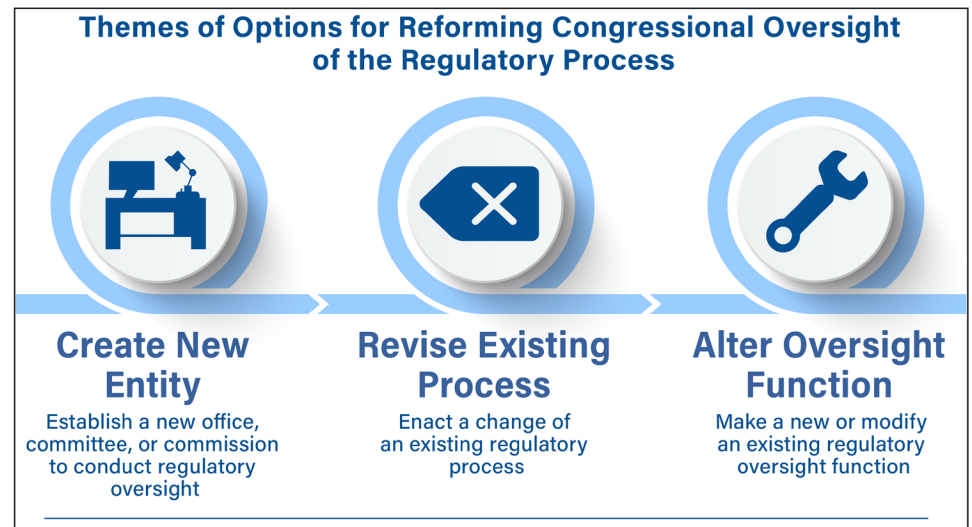 Themes of Options for Reforming Congressional Oversight
of the Regulatory Process
Create New
Entity
Establish a new office,
committee, or commission
to conduct regulatory
oversight
Revise Existing
Process
Enact a change of
an existing regulatory
process
Alter Oversight
Function
Make a new or modify
an existing regulatory
oversight function